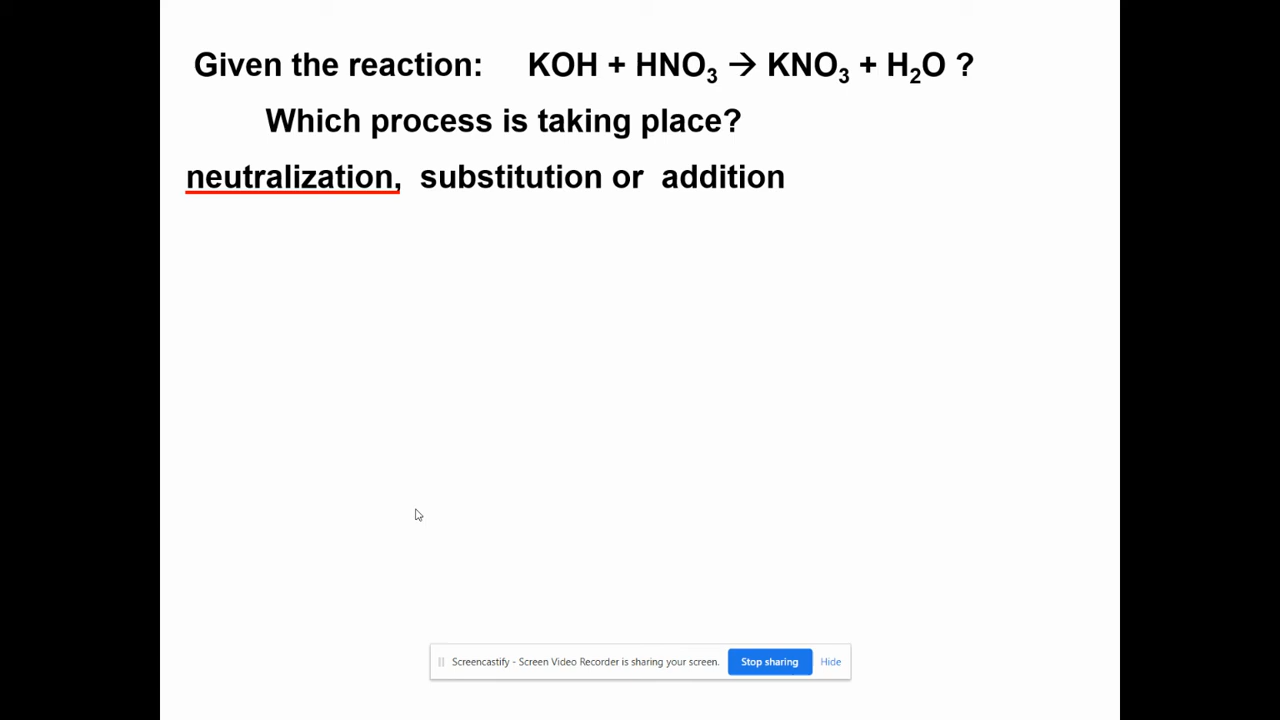 Given the reaction: KOH + HNO₃ → KNO₃ + H₂O ?
Which process is taking place?
neutralization, substitution or addition
Screencastify - Screen Video Recorder is sharing your screen. Stop sharing Hide